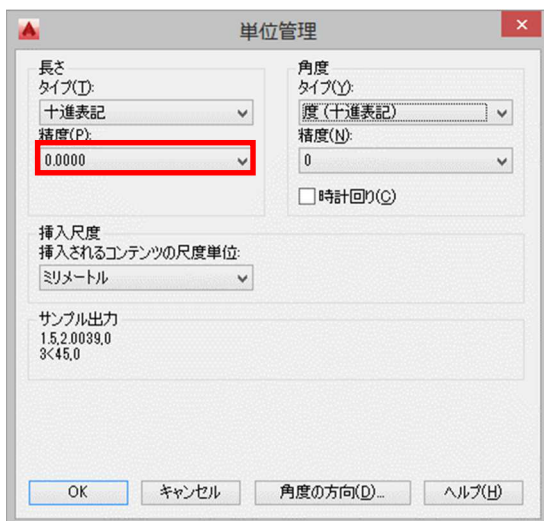 単位管理
長さ
タイプ(T):
十進表記
精度(P):
0.0000
角度
タイプ(Y):
度 (十進表記)
精度(N):
0
時計回り(C)
挿入尺度
挿入されるコンテンツの尺度単位:
ミリメートル
サンプル出力
1.5,2.0039,0
3<45,0
OK
キャンセル
角度の方向(D)...
ヘルプ(H)